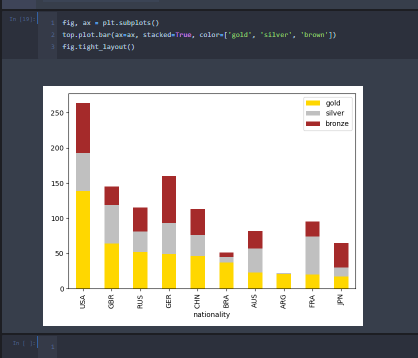 In [34]:
1 fig, ax = plt.subplots()
2 top.plot.bar(ax=ax, stacked=True, color=['gold', 'silver', 'brown'])
3 fig.tight_layout()
gold
silver
bronze
250
200
150
100
50
0
USA GBR RUS GER CHN BRA AUS ARG FRA JPN
nationality
In [ ]:
1